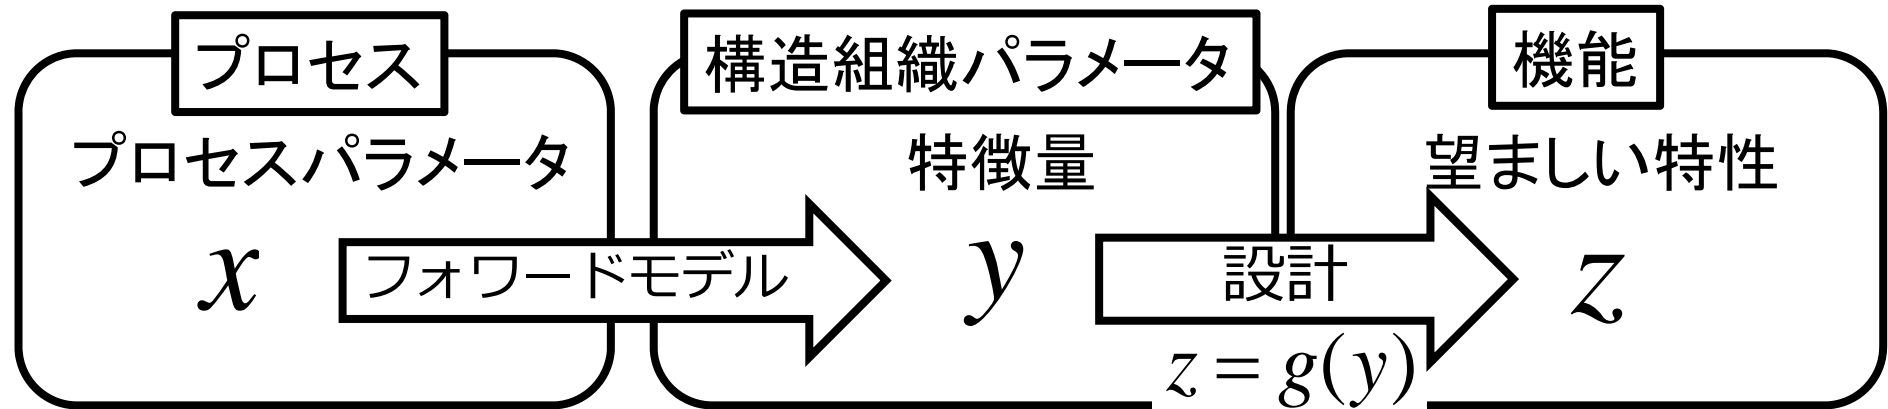 プロセス
構造組織パラメータ
機能
プロセスパラメータ
特徴量
望ましい特性
x
フォワードモデル
y
設計
z
z = g(y)